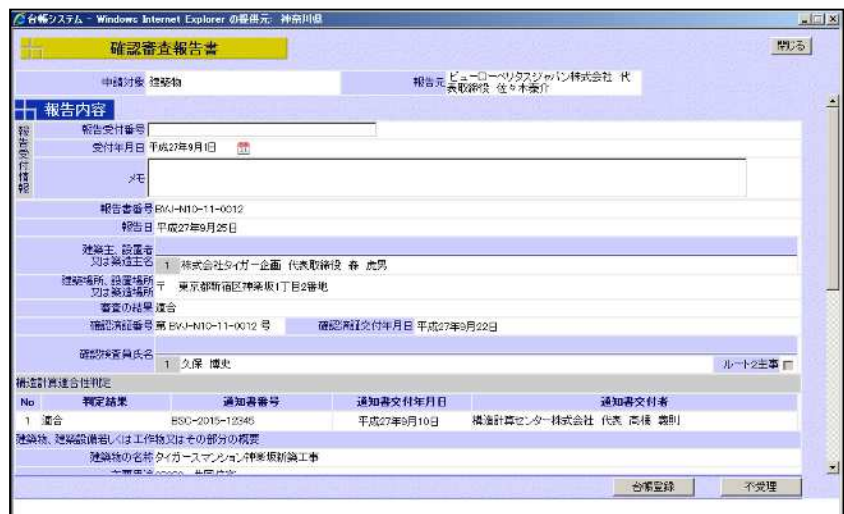 台帳システム - Windows Internet Explorer の提供元: 神奈川県
確認審査報告書
閉じる
申請対象 建築物
報告元 ビューローベリタスジャパン株式会社 代
表取締役 佐々木泰介
報告内容
報告受付情報
報告受付番号
受付年月日 平成27年9月1日
メモ
報告書番号 BVJ-N10-11-0012
報告日 平成27年9月25日
建築主、設置者
又は築造主名
1 株式会社タイガー企画 代表取締役 春 虎男
建築場所、設置場所
又は築造場所
〒 東京都新宿区神楽坂1丁目2番地
審査の結果 適合
確認済証番号 第 BVJ-N10-11-0012 号 確認済証交付年月日 平成27年9月22日
確認検査員氏名
1 久保 博史
ルート2主事
構造計算適合性判定
No 判定結果 通知書番号 通知書交付年月日 通知書交付者
1 適合 BSC-2015-12345 平成27年9月10日 構造計算センター株式会社 代表 高橋 義則
建築物、建築設備若しくは工作物又はその部分の概要
建築物の名称 タイガースマンション神楽坂新築工事
台帳登録 不受理